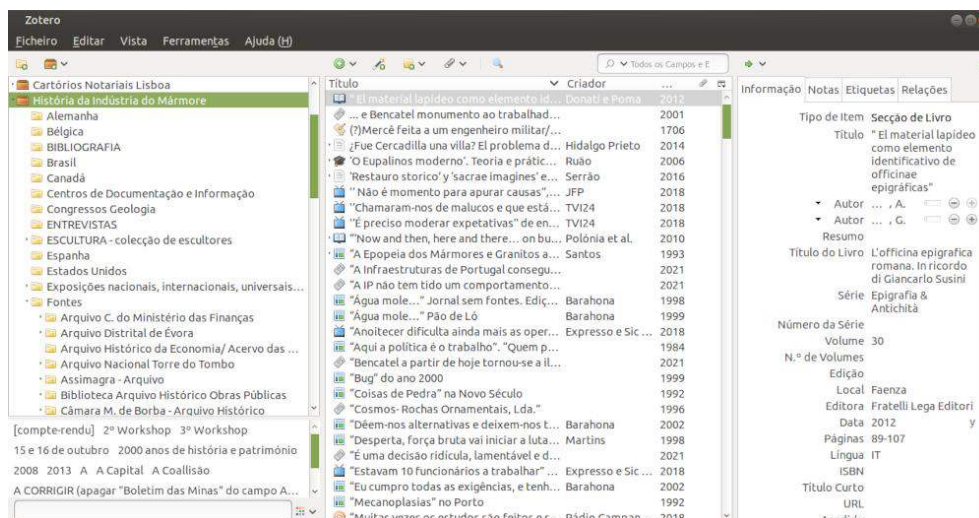 Zotero
Ficheiro Editar Vista Ferramentas Ajuda (H)
Todos os Campos e E
Cartórios Notariais Lisboa
História da Indústria do Mármore
Alemanha
Bélgica
BIBLIOGRAFIA
Brasil
Canadá
Centros de Documentação e Informação
Congressos Geologia
ENTREVISTAS
ESCULTURA - colecção de escultores
Espanha
Estados Unidos
Exposições nacionais, internacionais, universais...
Fontes
Arquivo C. do Ministério das Finanças
Arquivo Distrital de Évora
Arquivo Histórico da Economia/ Acervo das ...
Arquivo Nacional Torre do Tombo
Assimagra - Arquivo
Biblioteca Arquivo Histórico Obras Públicas
Câmara M. de Borba - Arquivo Histórico
[compte-rendu] 2º Workshop 3º Workshop
15 e 16 de outubro 2000 anos de história e património
2008 2013 A A Capital A Coallisão
A CORRIGIR (apagar "Boletim das Minas" do campo A...
Título Criador ...
" El material lapídeo como elemento id... Donati e Poma 2012
... e Bencatel monumento ao trabalhad... 2001
(?)Mercê feita a um engenheiro militar/... 1706
¿Fue Cercadilla una villa? El problema d... Hidalgo Prieto 2014
'O Eupalinos moderno'. Teoria e prátic... Ruão 2006
'Restauro storico' y 'sacrae imagines' e... Serrão 2016
'' Não é momento para apurar causas",... JFP 2018
"Chamaram-nos de malucos e que está... TVI24 2018
"É preciso moderar expetativas" de en... TVI24 2018
"'Now and then, here and there... on bu... Polónia et al. 2010
"A Epopeia dos Mármores e Granitos a... Santos 1993
"A Infraestruturas de Portugal consegu... 2021
"A IP não tem tido um comportamento... 2021
"Água mole..." Jornal sem fontes. Ediç... Barahona 1998
"Água mole..." Pão de Ló Barahona 1999
"Anoitecer dificulta ainda mais as oper... Expresso e Sic ... 2018
"Aqui a política é o trabalho". "Quem p... 1984
"Bencatel a partir de hoje tornou-se a il... 2021
"Bug" do ano 2000 1999
"Coisas de Pedra" na Novo Século 1992
"Cosmos- Rochas Ornamentais, Lda." 1996
"Dêem-nos alternativas e deixem-nos t... Barahona 2002
"Desperta, força bruta vai iniciar a luta... Martins 1998
"É uma decisão ridícula, lamentável e d... 2021
"Estavam 10 funcionários a trabalhar" ... Expresso e Sic ... 2018
"Eu cumpro todas as exigências, e tenh... Barahona 2002
"Mecanoplasias" no Porto 1992
Informação Notas Etiquetas Relações
Tipo de Item Secção de Livro
Título " El material lapídeo
como elemento
identificativo de
officinae
epigráficas"
Autor ... , A.
Autor ... , G.
Resumo
Título do Livro L'officina epigrafica
romana. In ricordo
di Giancarlo Susini
Série Epigrafia &
Antichità
Número da Série
Volume 30
N.º de Volumes
Edição
Local Faenza
Editora Fratelli Lega Editori
Data 2012 y
Páginas 89-107
Língua IT
ISBN
Título Curto
URL